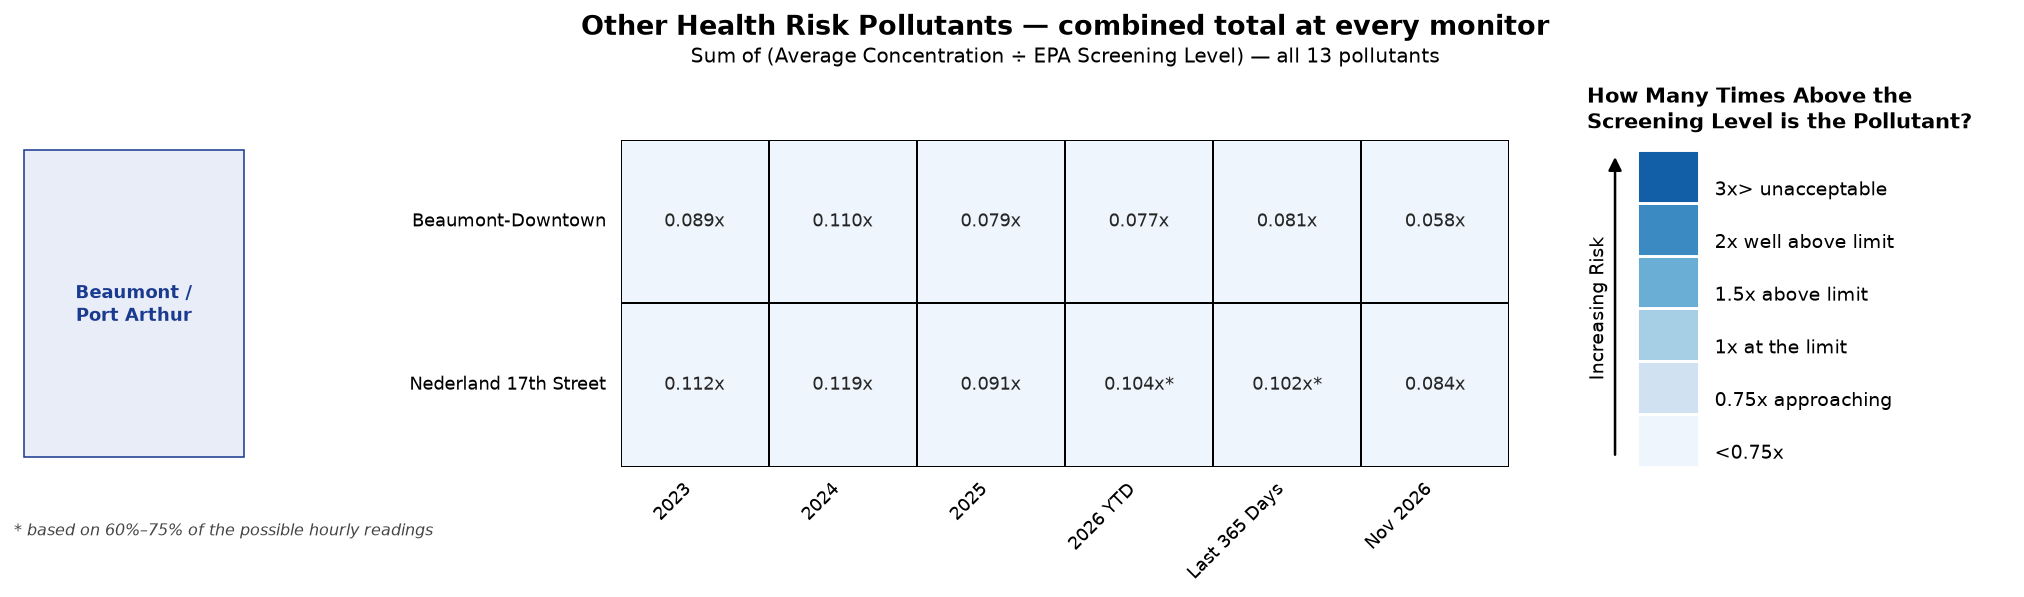 Other Health Risk Pollutants — combined total at every monitor
Sum of (Average Concentration ÷ EPA Screening Level) — all 13 pollutants
How Many Times Above the
Screening Level is the Pollutant?
Beaumont /
Port Arthur
Beaumont-Downtown 0.089x 0.110x 0.079x 0.077x 0.081x 0.058x
Nederland 17th Street 0.112x 0.119x 0.091x 0.104x* 0.102x* 0.084x
2023 2024 2025 2026 YTD Last 365 Days Nov 2026
Increasing Risk
3x> unacceptable
2x well above limit
1.5x above limit
1x at the limit
0.75x approaching
<0.75x
* based on 60%–75% of the possible hourly readings